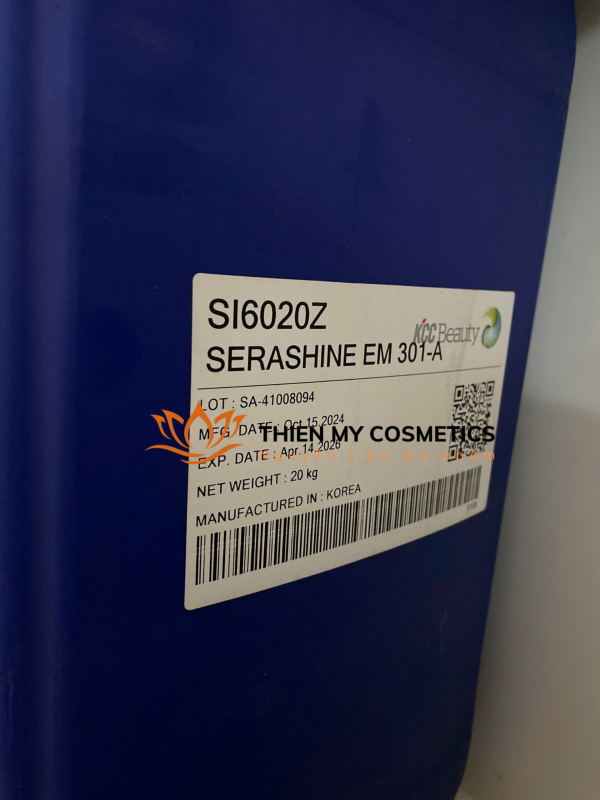 SI6020Z
KCC Beauty
SERASHINE EM 301-A
LOT : SA-41008094
MFG. DATE : Oct.15.2024
THIEN MY COSMETICS
EXP. DATE : Apr.14.2026
NET WEIGHT : 20 kg
MANUFACTURED IN : KOREA